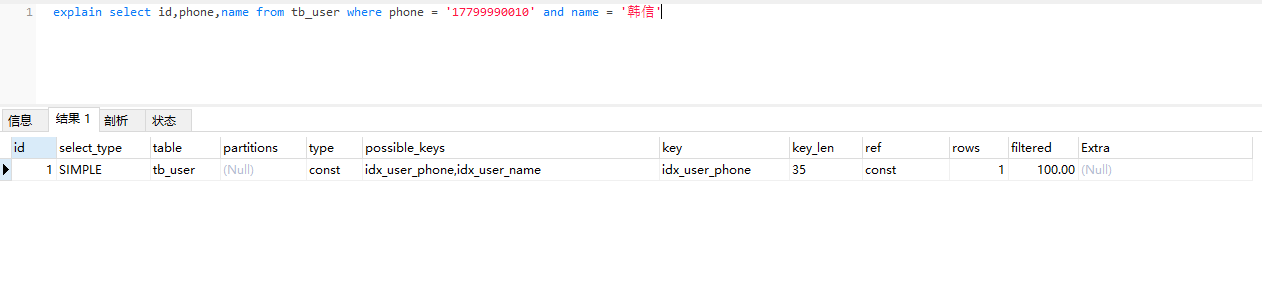 1 explain select id,phone,name from tb_user where phone = '17799990010' and name = '韩信'
信息 结果 1 剖析 状态
id select_type table partitions type possible_keys key key_len ref rows filtered Extra
1 SIMPLE tb_user (Null) const idx_user_phone,idx_user_name idx_user_phone 35 const 1 100.00 (Null)